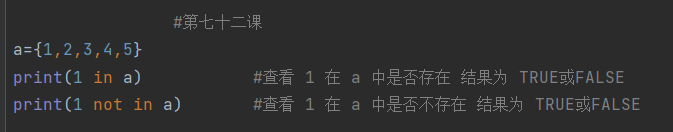 #第七十二课
a={1,2,3,4,5}
print(1 in a) #查看 1 在 a 中是否存在 结果为 TRUE或FALSE
print(1 not in a) #查看 1 在 a 中是否不存在 结果为 TRUE或FALSE